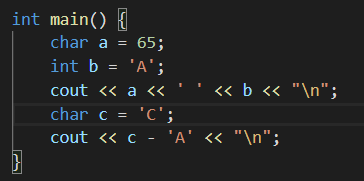 int main() {
    char a = 65;
    int b = 'A';
    cout << a << ' ' << b << "\n";
    char c = 'C';
    cout << c - 'A' << "\n";
}